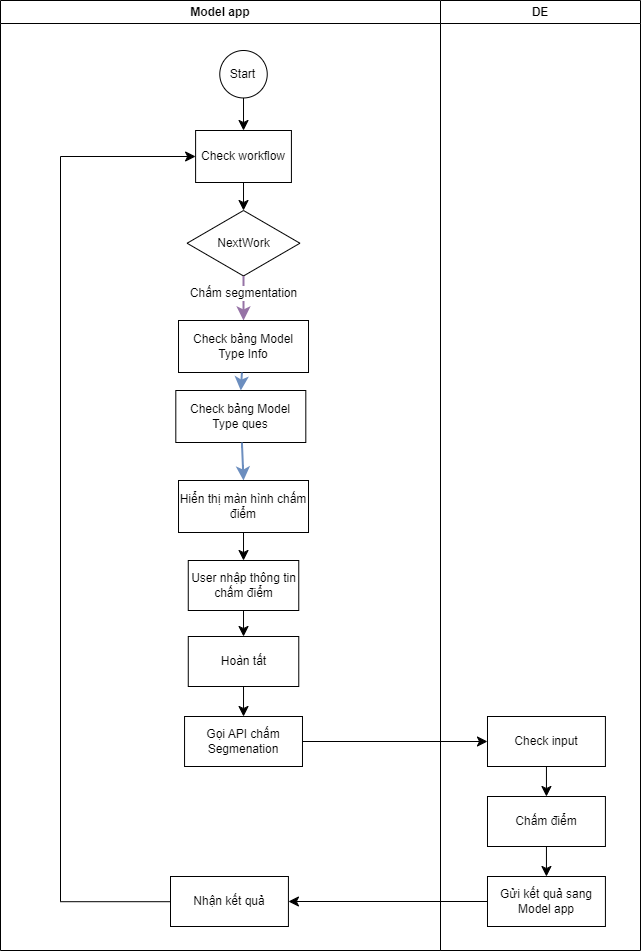 Model app
DE
Start
Check workflow
NextWork
Chấm segmentation
Check bảng Model
Type Info
Check bảng Model
Type ques
Hiển thị màn hình chấm
điểm
User nhập thông tin
chấm điểm
Hoàn tất
Gọi API chấm
Segmenation
Check input
Chấm điểm
Gửi kết quả sang
Model app
Nhận kết quả